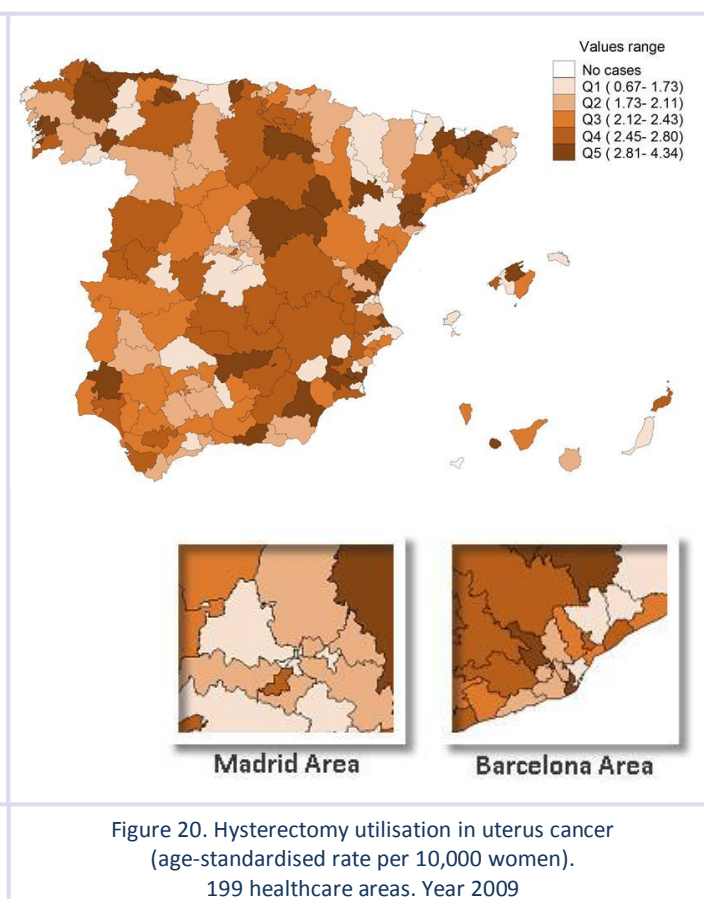 Values range
No cases
Q1 ( 0.67- 1.73)
Q2 ( 1.73- 2.11)
Q3 ( 2.12- 2.43)
Q4 ( 2.45- 2.80)
Q5 ( 2.81- 4.34)
Madrid Area
Barcelona Area
Figure 20. Hysterectomy utilisation in uterus cancer
(age-standardised rate per 10,000 women).
199 healthcare areas. Year 2009